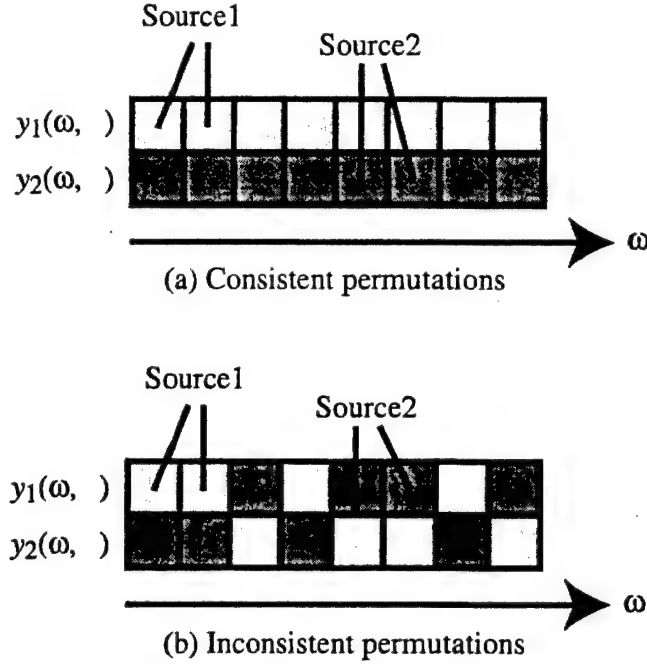 Source1
Source2
y1(ω, )
y2(ω, )
ω
(a) Consistent permutations
Source1
Source2
y1(ω, )
y2(ω, )
ω
(b) Inconsistent permutations